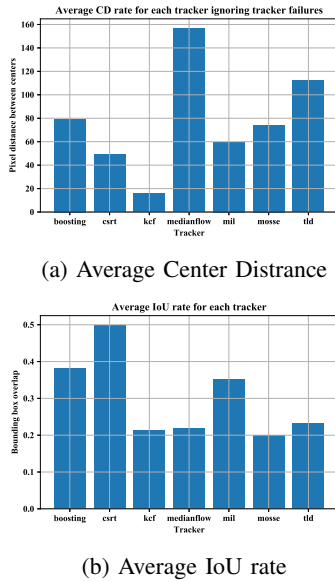 Average CD rate for each tracker ignoring tracker failures
160
140
120
100
80
60
40
20
0
Pixel distance between centers
boosting csrt kcf medianflow mil mosse tld
Tracker
(a) Average Center Distrance
Average IoU rate for each tracker
0.5
0.4
0.3
0.2
0.1
0.0
Bounding box overlap
boosting csrt kcf medianflow mil mosse tld
Tracker
(b) Average IoU rate